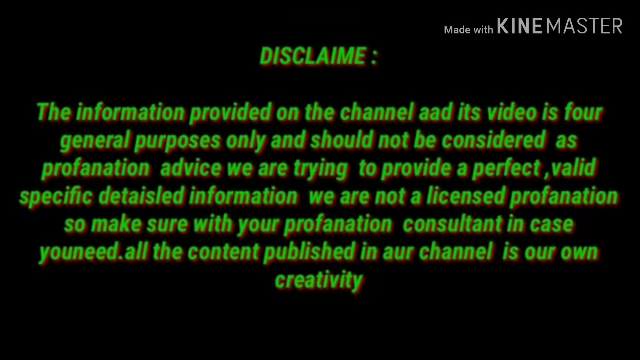 Made with KINEMASTER
DISCLAIME :
The information provided on the channel aad its video is four
general purposes only and should not be considered as
profanation advice we are trying to provide a perfect ,valid
specific detaisled information we are not a licensed profanation
so make sure with your profanation consultant in case
youneed.all the content published in aur channel is our own
creativity